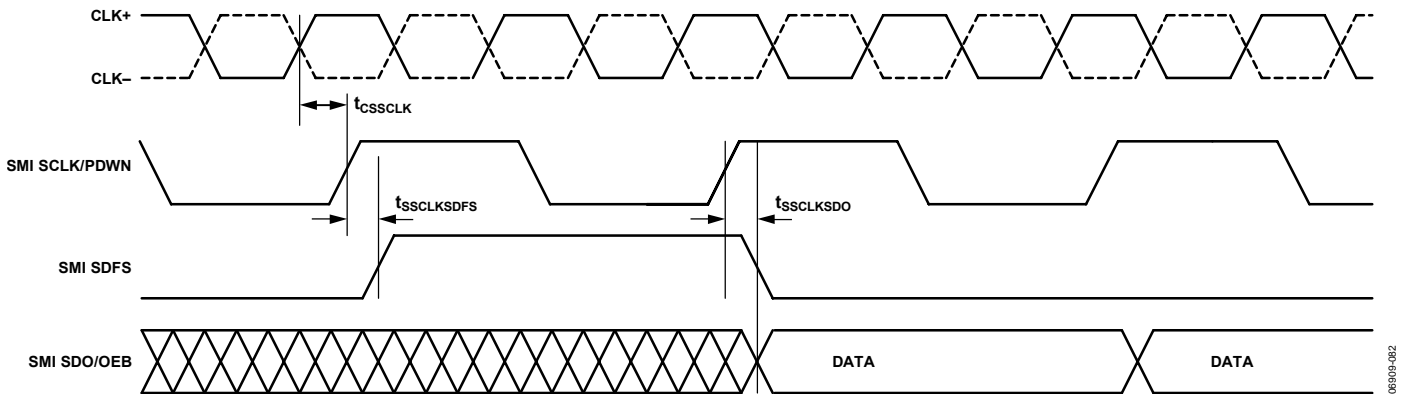 CLK+
CLK–
tCSSCLK
SMI SCLK/PDWN
tSSCLKSDFS
tSSCLKSDO
SMI SDFS
SMI SDO/OEB
DATA
DATA
06909-082